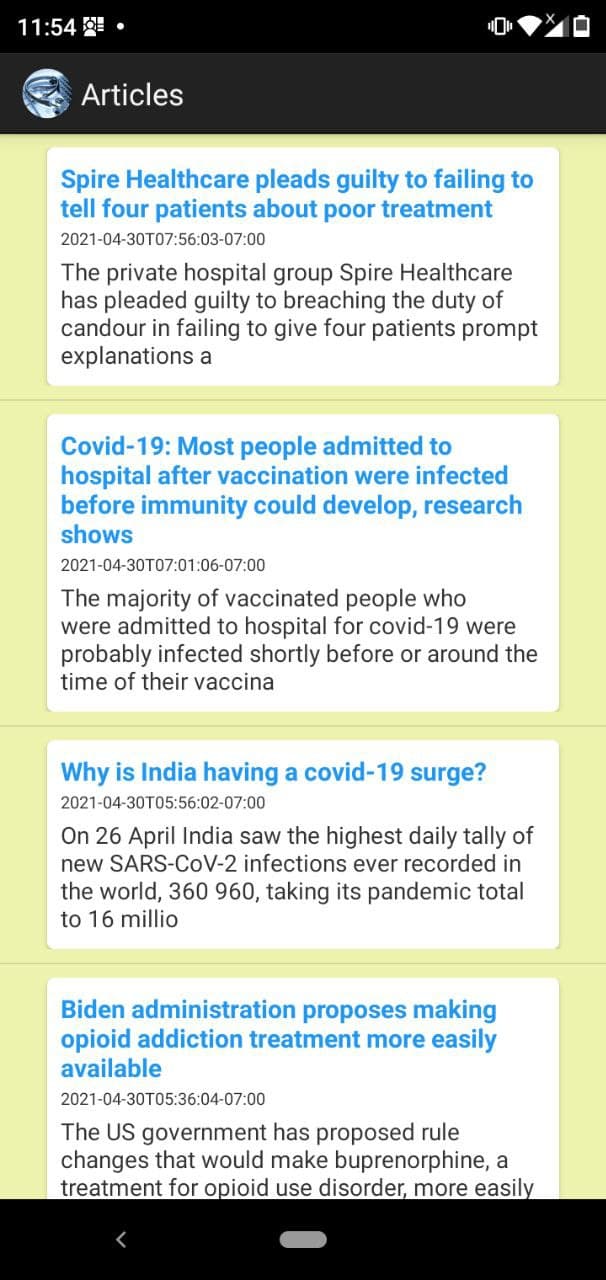 11:54
Articles
Spire Healthcare pleads guilty to failing to
tell four patients about poor treatment
2021-04-30T07:56:03-07:00
The private hospital group Spire Healthcare
has pleaded guilty to breaching the duty of
candour in failing to give four patients prompt
explanations a
Covid-19: Most people admitted to
hospital after vaccination were infected
before immunity could develop, research
shows
2021-04-30T07:01:06-07:00
The majority of vaccinated people who
were admitted to hospital for covid-19 were
probably infected shortly before or around the
time of their vaccina
Why is India having a covid-19 surge?
2021-04-30T05:56:02-07:00
On 26 April India saw the highest daily tally of
new SARS-CoV-2 infections ever recorded in
the world, 360 960, taking its pandemic total
to 16 millio
Biden administration proposes making
opioid addiction treatment more easily
available
2021-04-30T05:36:04-07:00
The US government has proposed rule
changes that would make buprenorphine, a
treatment for opioid use disorder, more easily